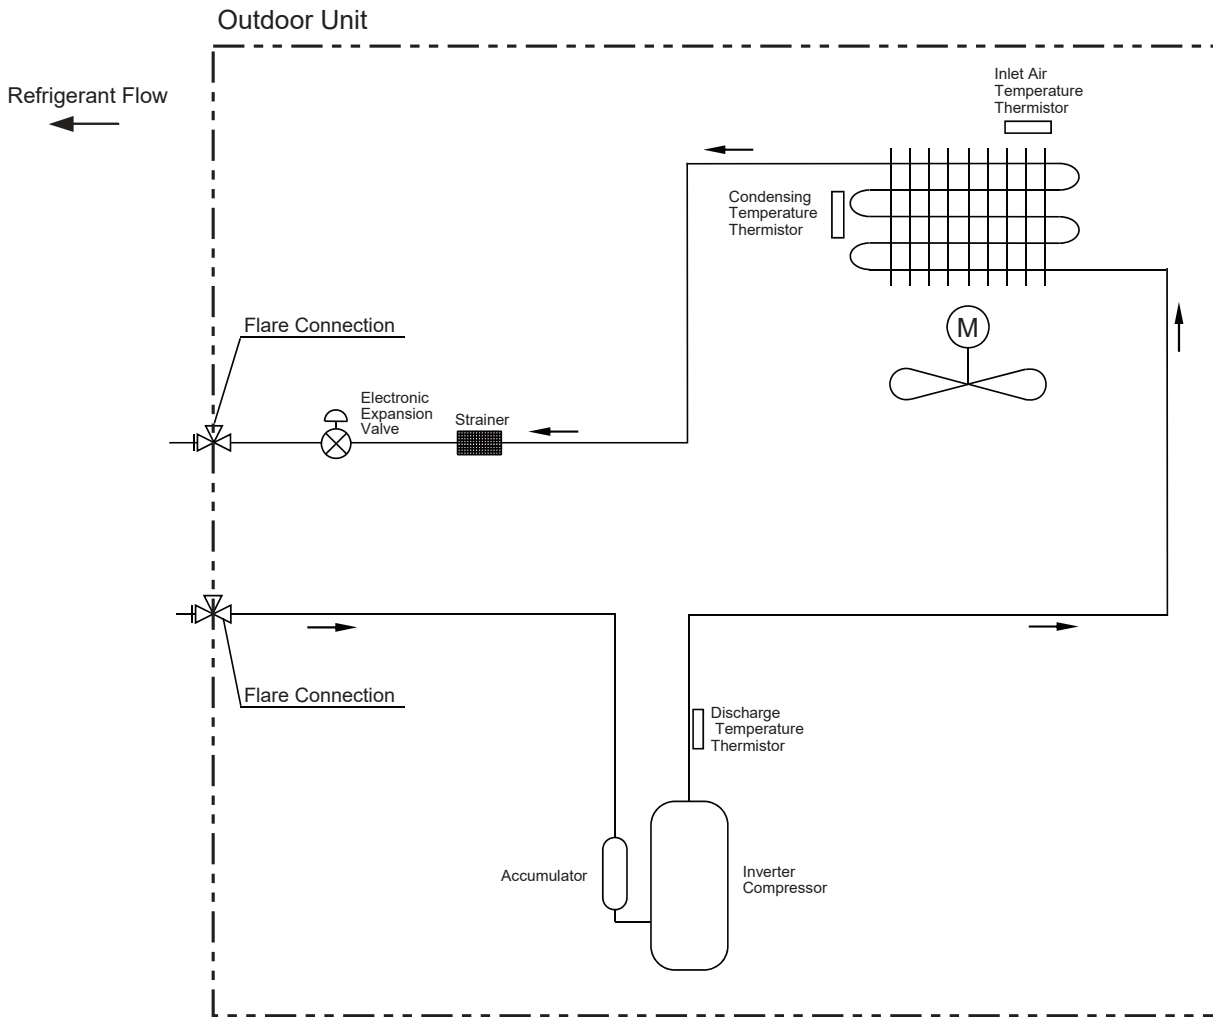 Outdoor Unit
Refrigerant Flow
Inlet Air
Temperature
Thermistor
Condensing
Temperature
Thermistor
M
Flare Connection
Electronic
Expansion
Valve
Strainer
Flare Connection
Discharge
Temperature
Thermistor
Accumulator
Inverter
Compressor